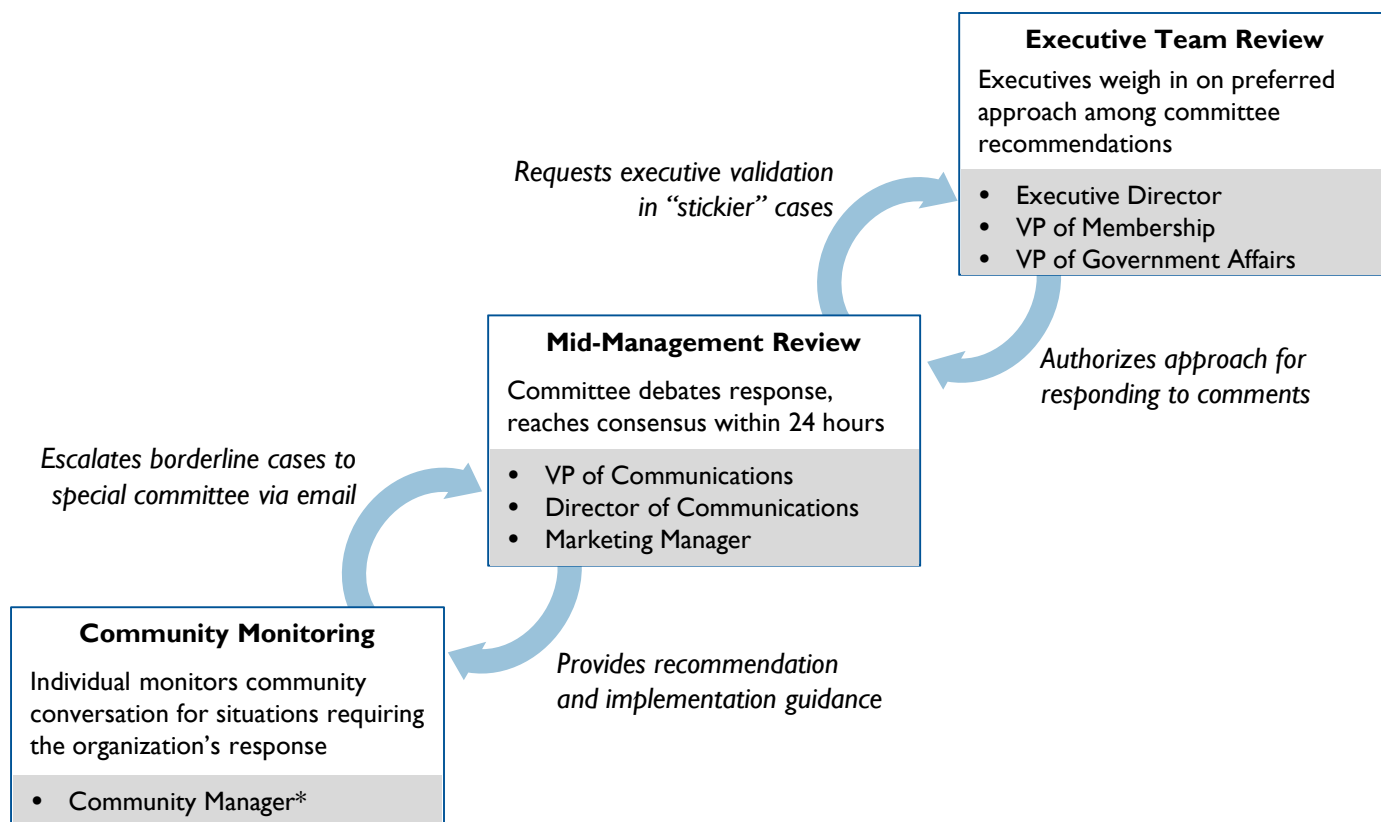 Executive Team Review
Executives weigh in on preferred
approach among committee
recommendations
• Executive Director
• VP of Membership
• VP of Government Affairs
Requests executive validation
in “stickier” cases
Authorizes approach for
responding to comments
Mid-Management Review
Committee debates response,
reaches consensus within 24 hours
• VP of Communications
• Director of Communications
• Marketing Manager
Escalates borderline cases to
special committee via email
Provides recommendation
and implementation guidance
Community Monitoring
Individual monitors community
conversation for situations requiring
the organization’s response
• Community Manager*